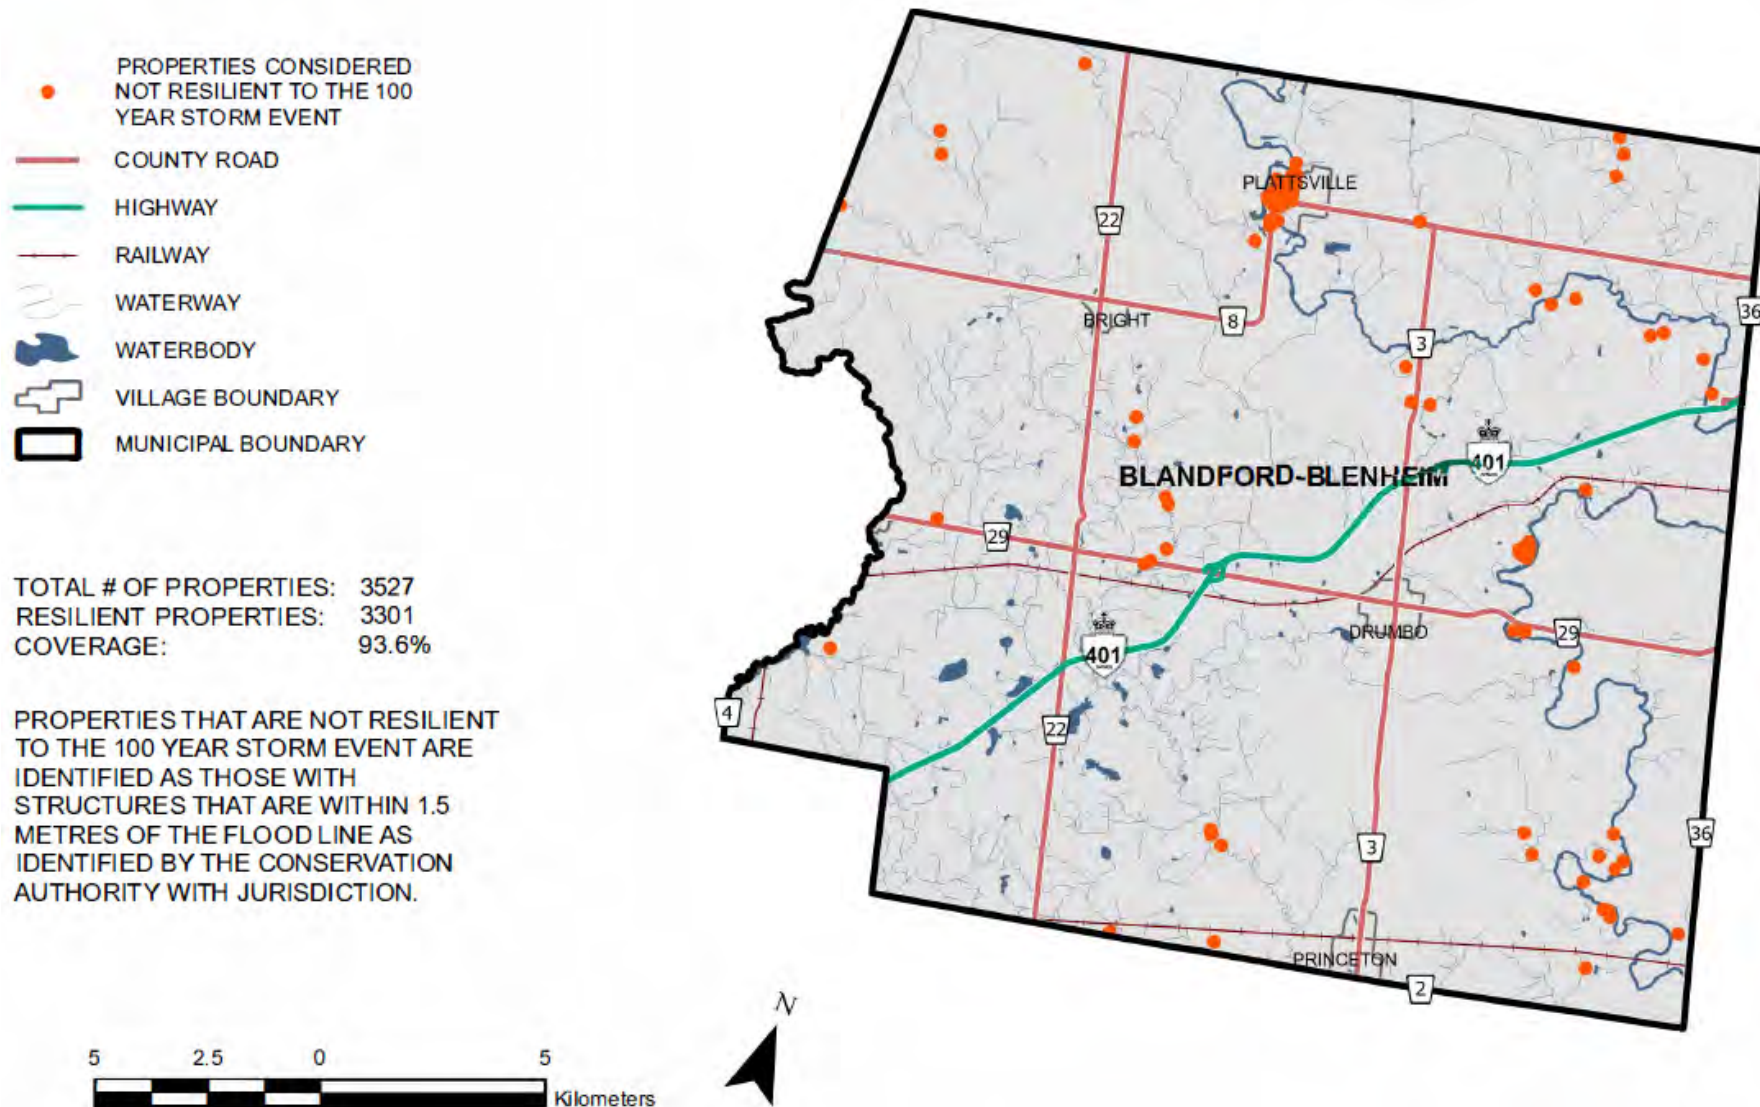 PROPERTIES CONSIDERED
NOT RESILIENT TO THE 100
YEAR STORM EVENT
COUNTY ROAD
HIGHWAY
RAILWAY
WATERWAY
WATERBODY
VILLAGE BOUNDARY
MUNICIPAL BOUNDARY
TOTAL # OF PROPERTIES: 3527
RESILIENT PROPERTIES: 3301
COVERAGE: 93.6%
PROPERTIES THAT ARE NOT RESILIENT
TO THE 100 YEAR STORM EVENT ARE
IDENTIFIED AS THOSE WITH
STRUCTURES THAT ARE WITHIN 1.5
METRES OF THE FLOOD LINE AS
IDENTIFIED BY THE CONSERVATION
AUTHORITY WITH JURISDICTION.
5 2.5 0 5
Kilometers
N
PLATTSVILLE
22
36
BRIGHT
8
3
401
BLANDFORD-BLENHEIM
29
DRUMBO
29
401
4
22
36
3
PRINCETON
2